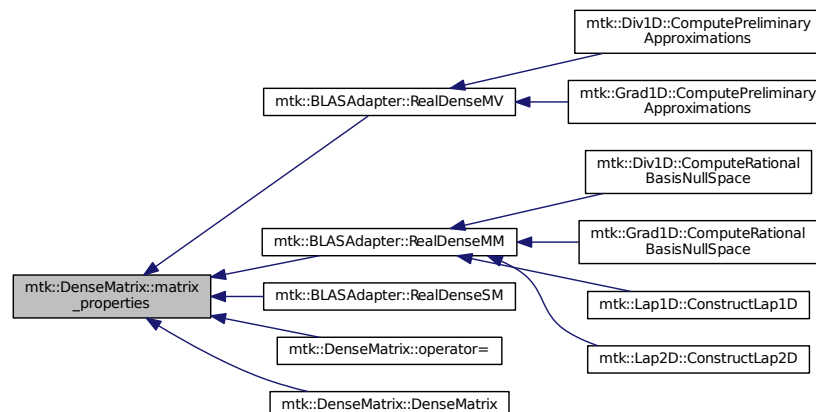 mtk::Div1D::ComputePreliminary
Approximations
mtk::BLASAdapter::RealDenseMV
mtk::Grad1D::ComputePreliminary
Approximations
mtk::Div1D::ComputeRational
BasisNullSpace
mtk::BLASAdapter::RealDenseMM
mtk::Grad1D::ComputeRational
BasisNullSpace
mtk::DenseMatrix::matrix
_properties
mtk::BLASAdapter::RealDenseSM
mtk::Lap1D::ConstructLap1D
mtk::DenseMatrix::operator=
mtk::Lap2D::ConstructLap2D
mtk::DenseMatrix::DenseMatrix